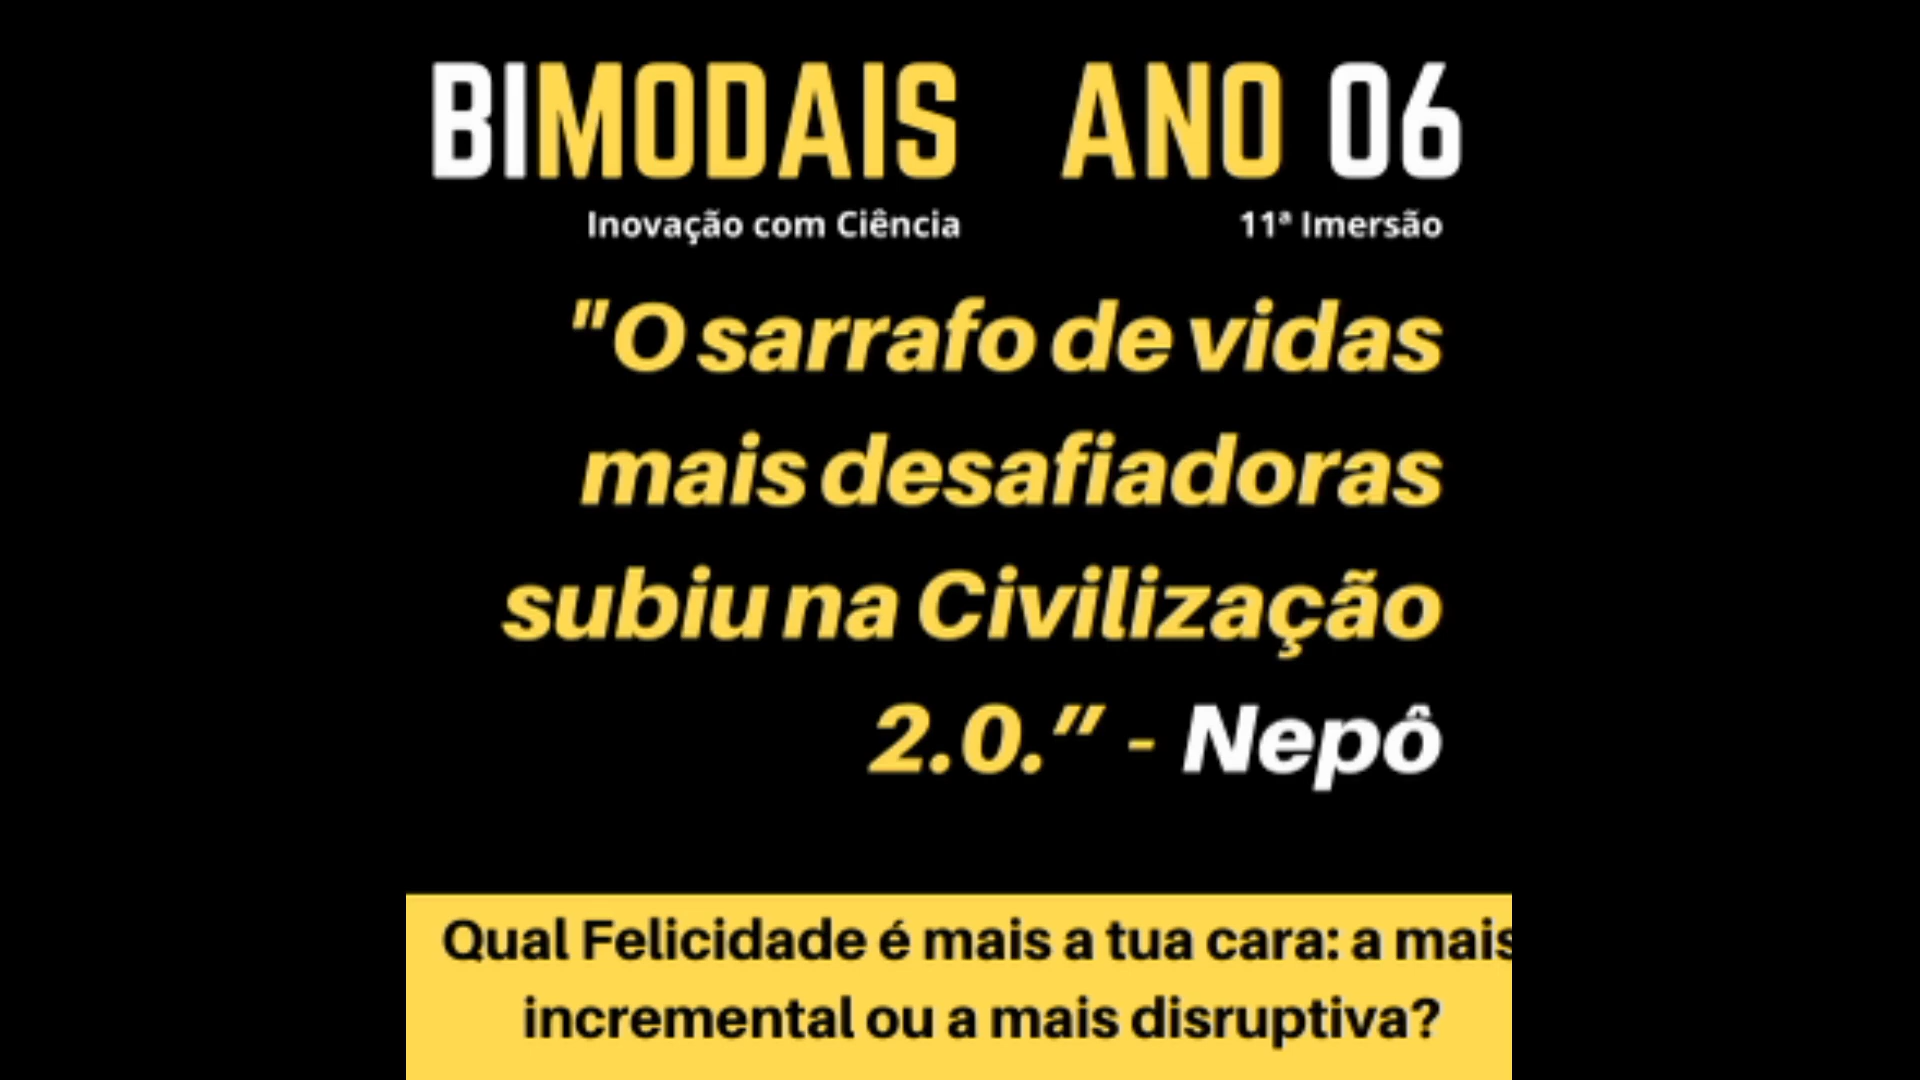 BIMODAIS ANO 06
Inovação com Ciência 11ª Imersão
"O sarrafo de vidas
mais desafiadoras
subiu na Civilização
2.0.” - Nepô
Qual Felicidade é mais a tua cara: a mais
incremental ou a mais disruptiva?